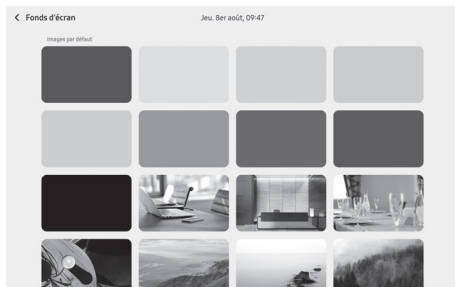 Fonds d'écran
Jeu. 8er août, 09:47
Images par défaut